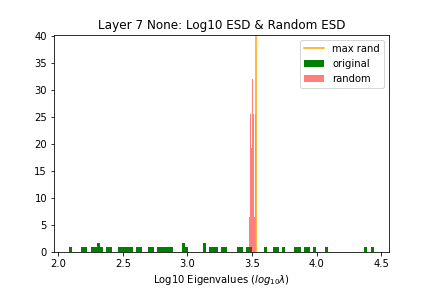 Layer 7 None: Log10 ESD & Random ESD
40
35
30
25
20
15
10
5
0
max rand
original
random
2.0 2.5 3.0 3.5 4.0 4.5
Log10 Eigenvalues (log₁₀λ)